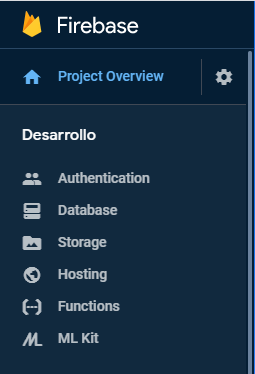 Firebase
Project Overview
Desarrollo
Authentication
Database
Storage
Hosting
Functions
ML Kit